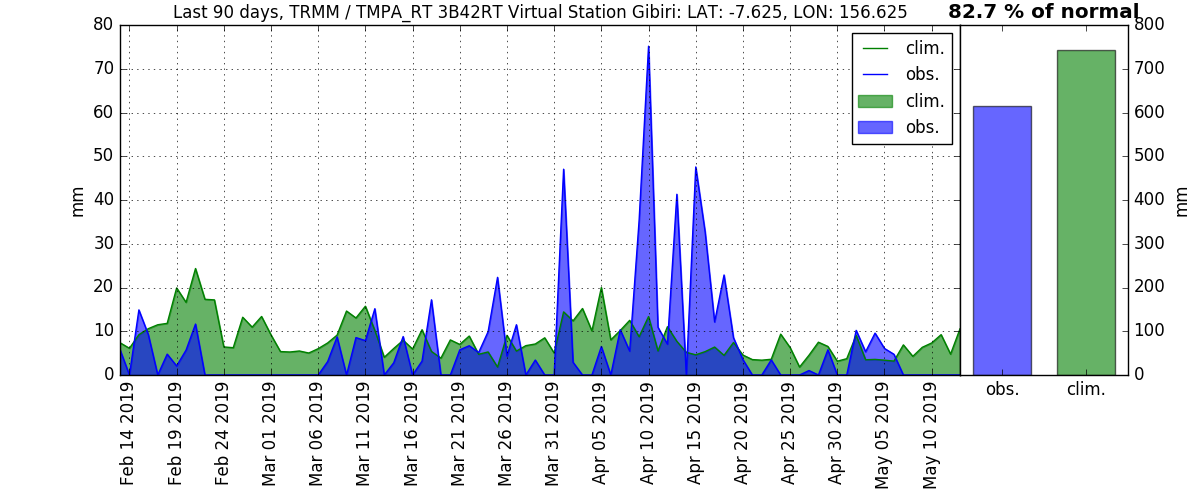 Last 90 days, TRMM / TMPA_RT 3B42RT Virtual Station Gibiri: LAT: -7.625, LON: 156.625
82.7 % of normal
80
70
60
50
40
30
20
10
0
mm
clim.
obs.
clim.
obs.
800
700
600
500
400
300
200
100
0
mm
obs.
clim.
Feb 14 2019
Feb 19 2019
Feb 24 2019
Mar 01 2019
Mar 06 2019
Mar 11 2019
Mar 16 2019
Mar 21 2019
Mar 26 2019
Mar 31 2019
Apr 05 2019
Apr 10 2019
Apr 15 2019
Apr 20 2019
Apr 25 2019
Apr 30 2019
May 05 2019
May 10 2019